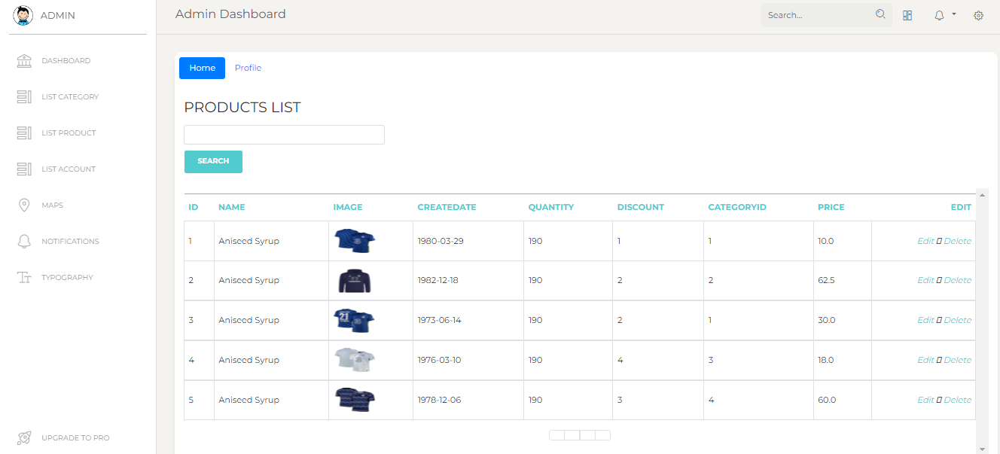 ADMIN
Admin Dashboard
Search...
DASHBOARD
LIST CATEGORY
LIST PRODUCT
LIST ACCOUNT
MAPS
NOTIFICATIONS
TYPOGRAPHY
UPGRADE TO PRO
Home Profile
PRODUCTS LIST
SEARCH
ID NAME IMAGE CREATEDATE QUANTITY DISCOUNT CATEGORYID PRICE EDIT
1 Aniseed Syrup 1980-03-29 190 1 1 10.0 Edit Delete
2 Aniseed Syrup 1982-12-18 190 2 2 62.5 Edit Delete
3 Aniseed Syrup 21 1973-06-14 190 2 1 30.0 Edit Delete
4 Aniseed Syrup 1976-03-10 190 4 3 18.0 Edit Delete
5 Aniseed Syrup 1978-12-06 190 3 4 60.0 Edit Delete